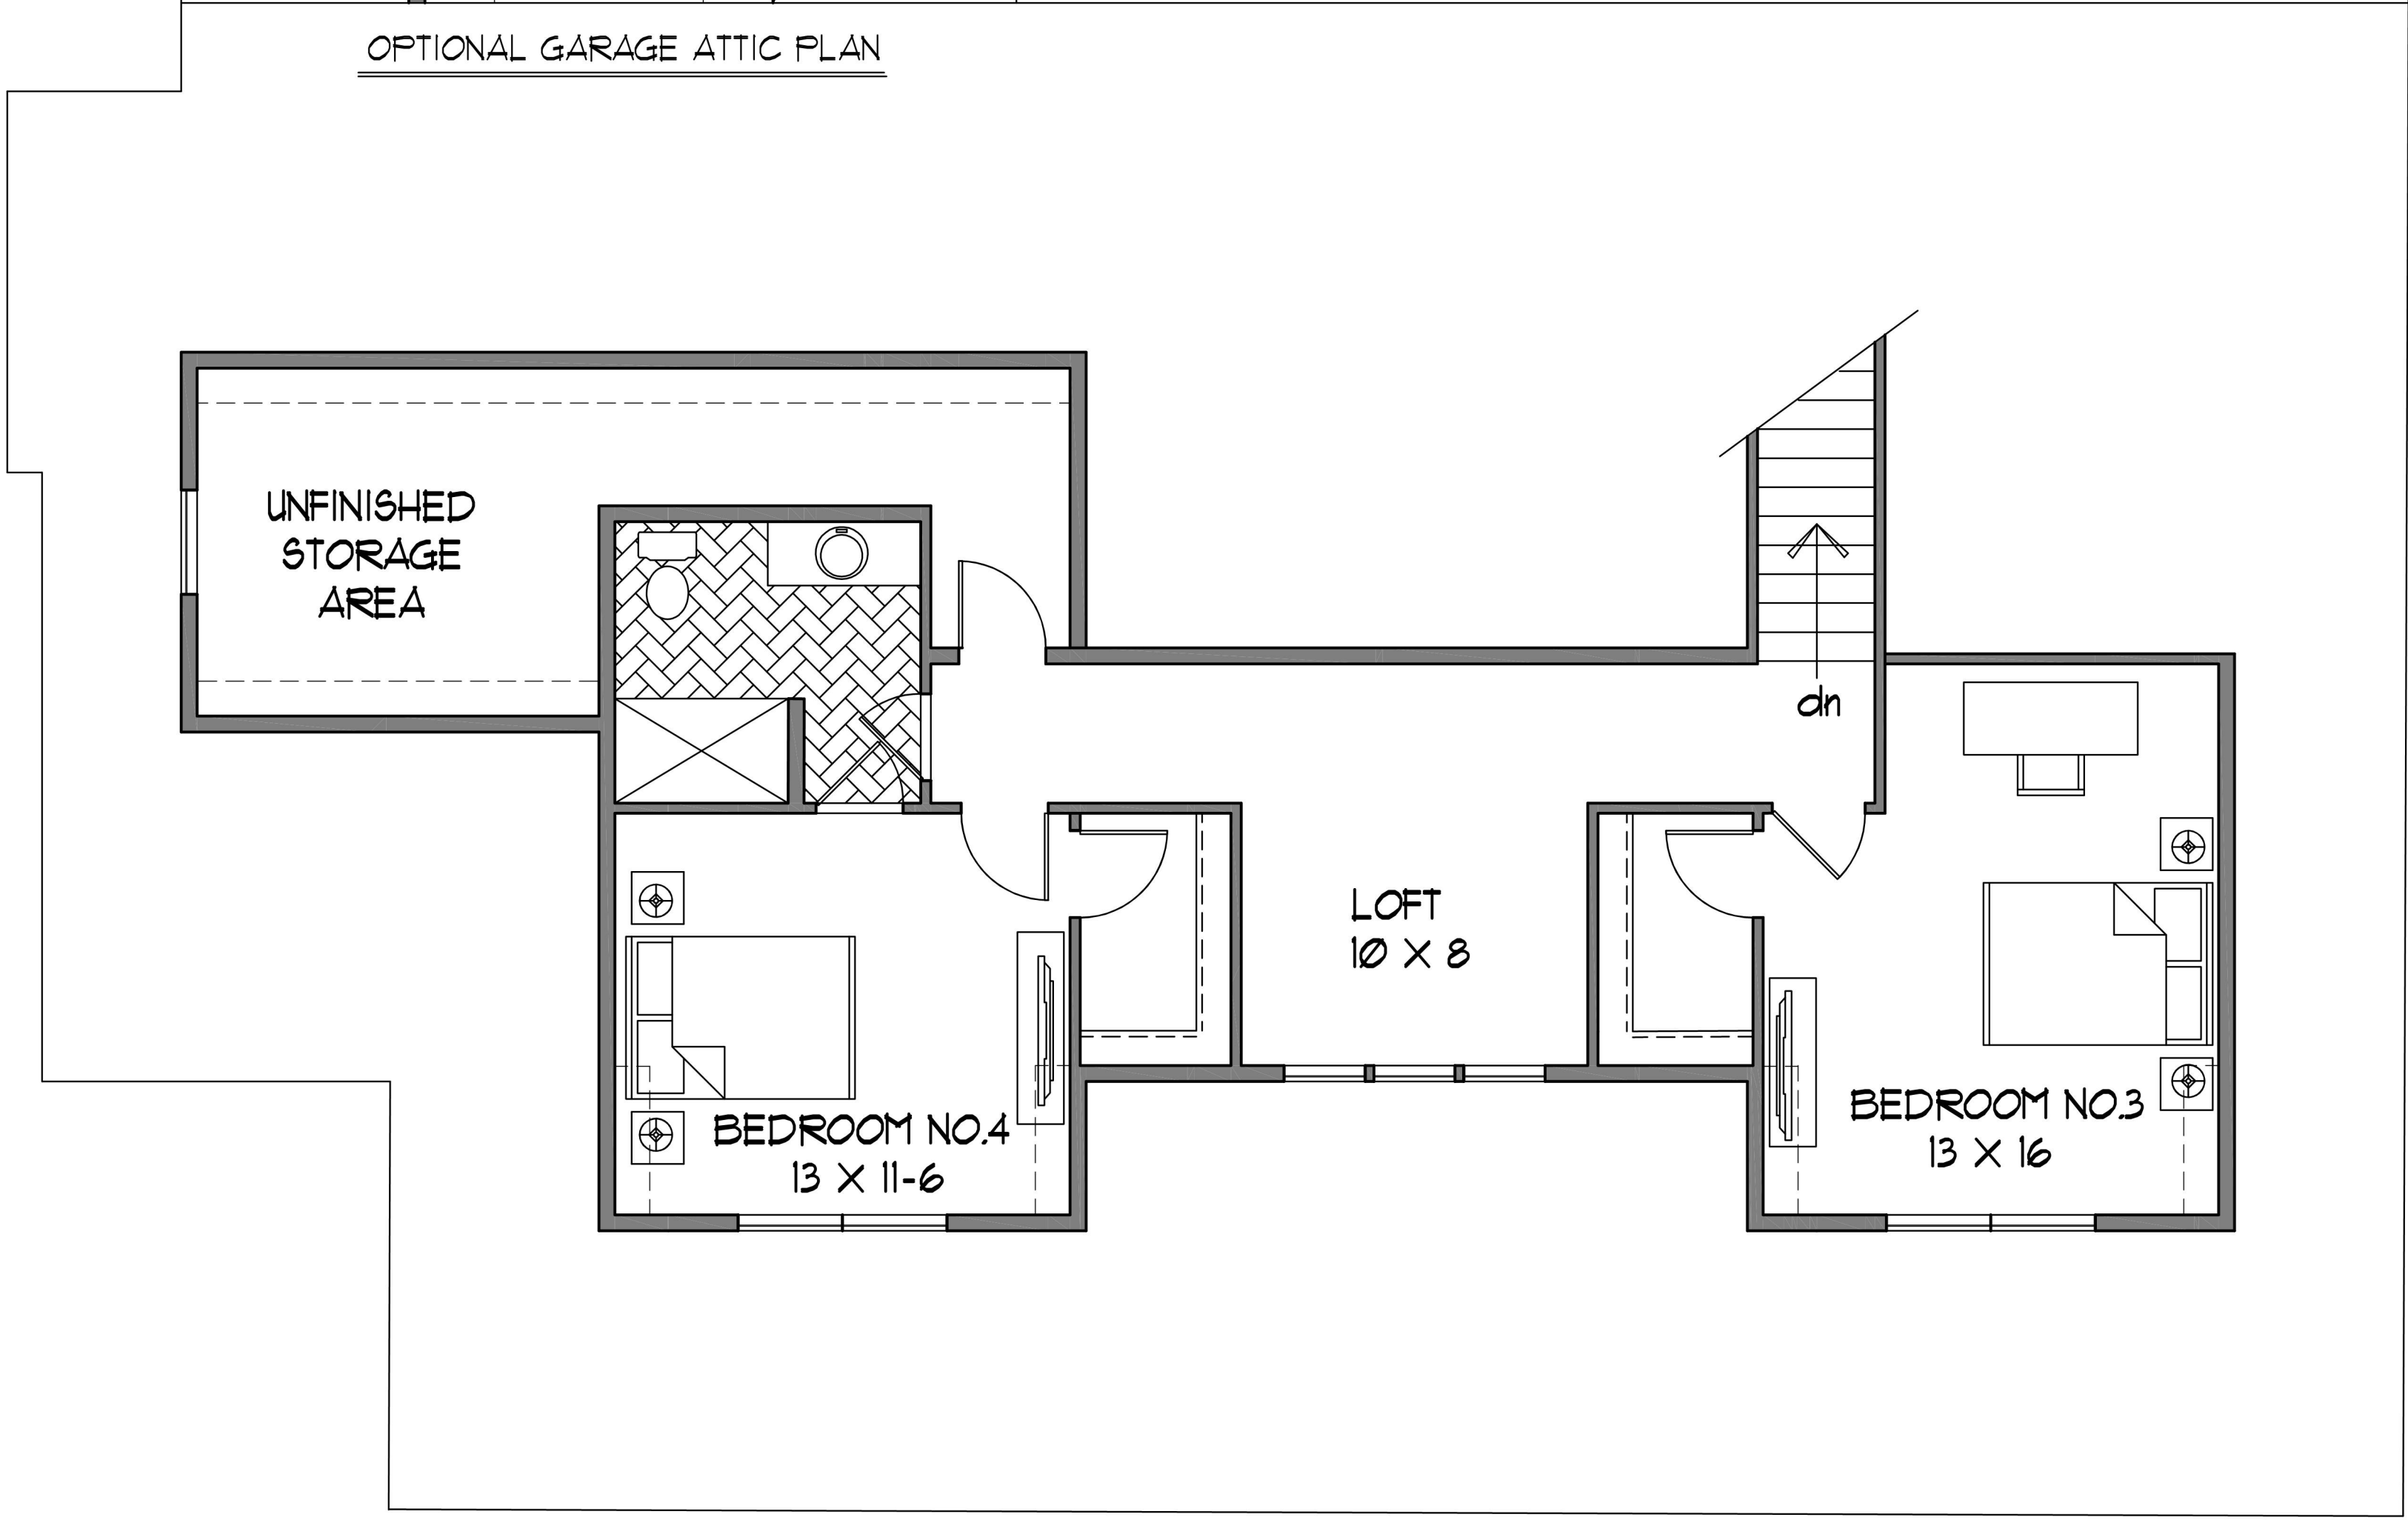 OPTIONAL GARAGE ATTIC PLAN
UNFINISHED
STORAGE
AREA
dn
LOFT
10 X 8
BEDROOM NO.4
13 X 11-6
BEDROOM NO.3
13 X 16